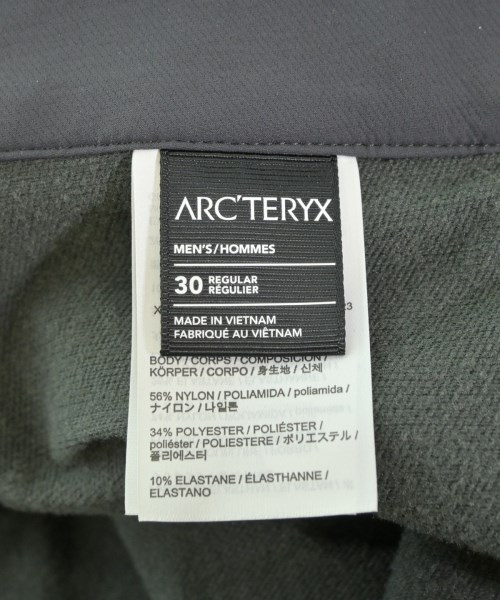 ARC'TERYX
MEN'S/HOMMES
30 REGULAR
RÉGULIER
MADE IN VIETNAM
FABRIQUÉ AU VIÊTNAM
BODY / CORPS / COMPOSICIÓN /
KÖRPER / CORPO / 身生地 / 신체
56% NYLON / POLIAMIDA / poliamida /
ナイロン / 나일론
34% POLYESTER / POLIÉSTER /
poliéster / POLIESTERE / ポリエステル /
폴리에스터
10% ELASTANE / ÉLASTHANNE /
ELASTANO